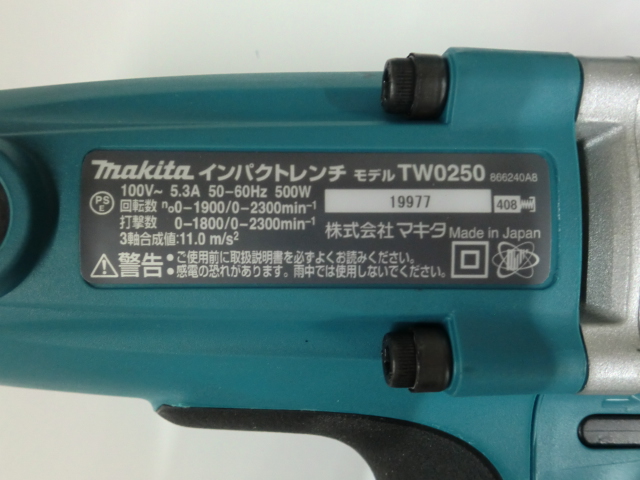 makita インパクトレンチ モデル TW0250 866240A8
100V~ 5.3A 50-60Hz 500W
PS E
回転数 no 0-1900/0-2300min-1
19977
408
打撃数 0-1800/0-2300min-1
3軸合成値:11.0 m/s2
株式会社 マキタ Made in Japan
警告: ご使用前に取扱説明書を必ずよくお読みください。
感電の恐れがあります。雨中では使用しないでください。